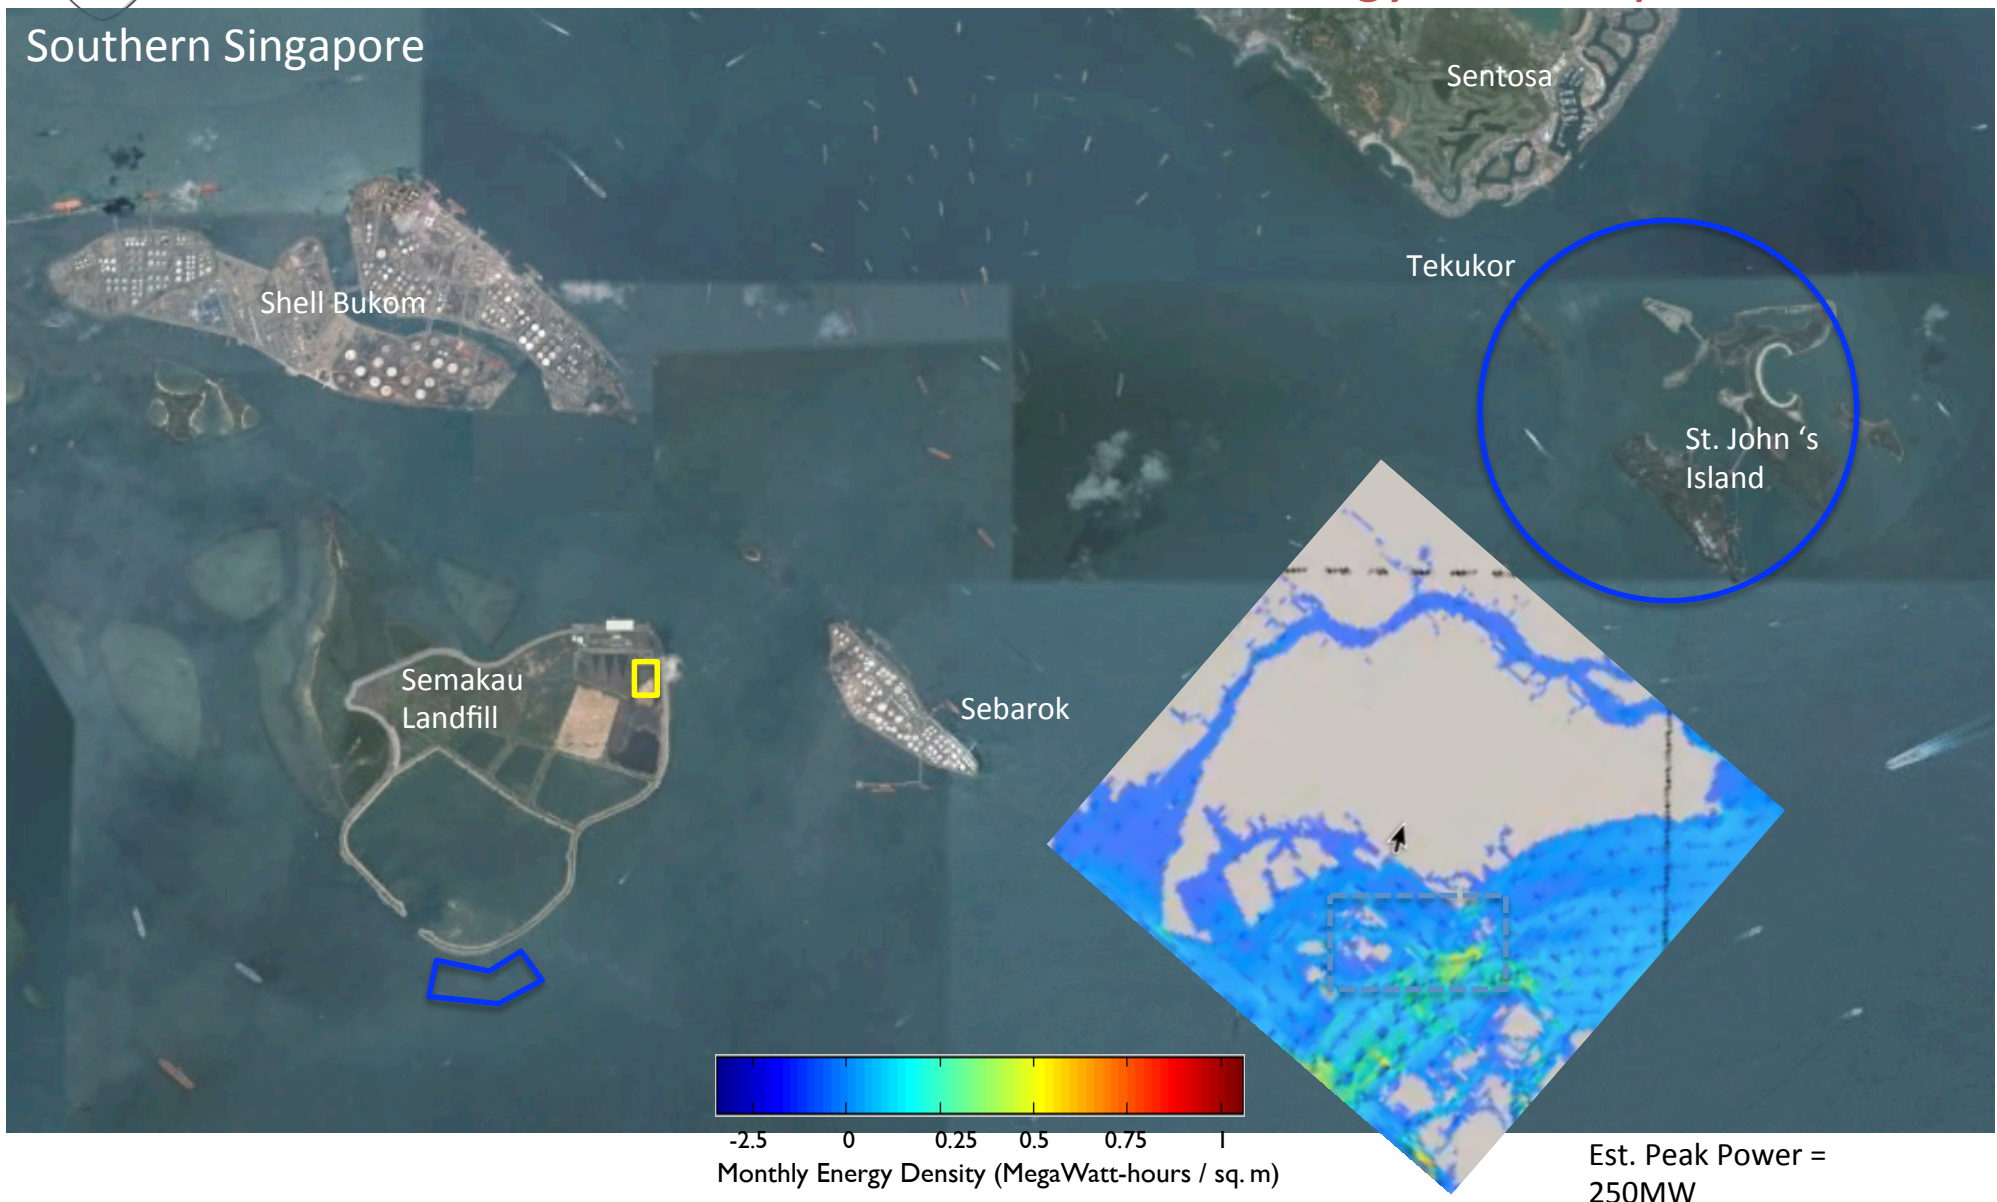 Southern Singapore
Sentosa
Tekukor
Shell Bukom
St. John ‘s
Island
Semakau
Landfill
Sebarok
-2.5 0 0.25 0.5 0.75 1
Monthly Energy Density (MegaWatt-hours / sq. m)
Est. Peak Power =
250MW